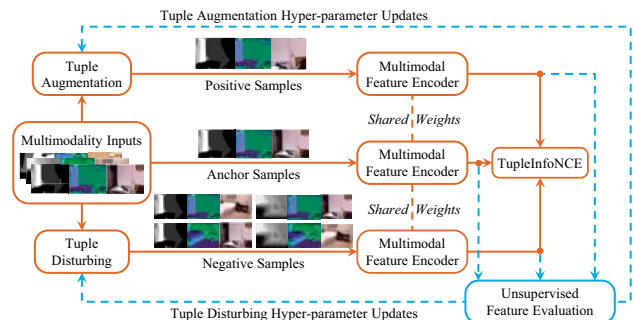 Tuple Augmentation Hyper-parameter Updates
Tuple
Augmentation
Positive Samples
Multimodal
Feature Encoder
Shared Weights
Multimodality Inputs
Anchor Samples
Multimodal
Feature Encoder
TupleInfoNCE
Shared Weights
Tuple
Disturbing
Negative Samples
Multimodal
Feature Encoder
Unsupervised
Feature Evaluation
Tuple Disturbing Hyper-parameter Updates